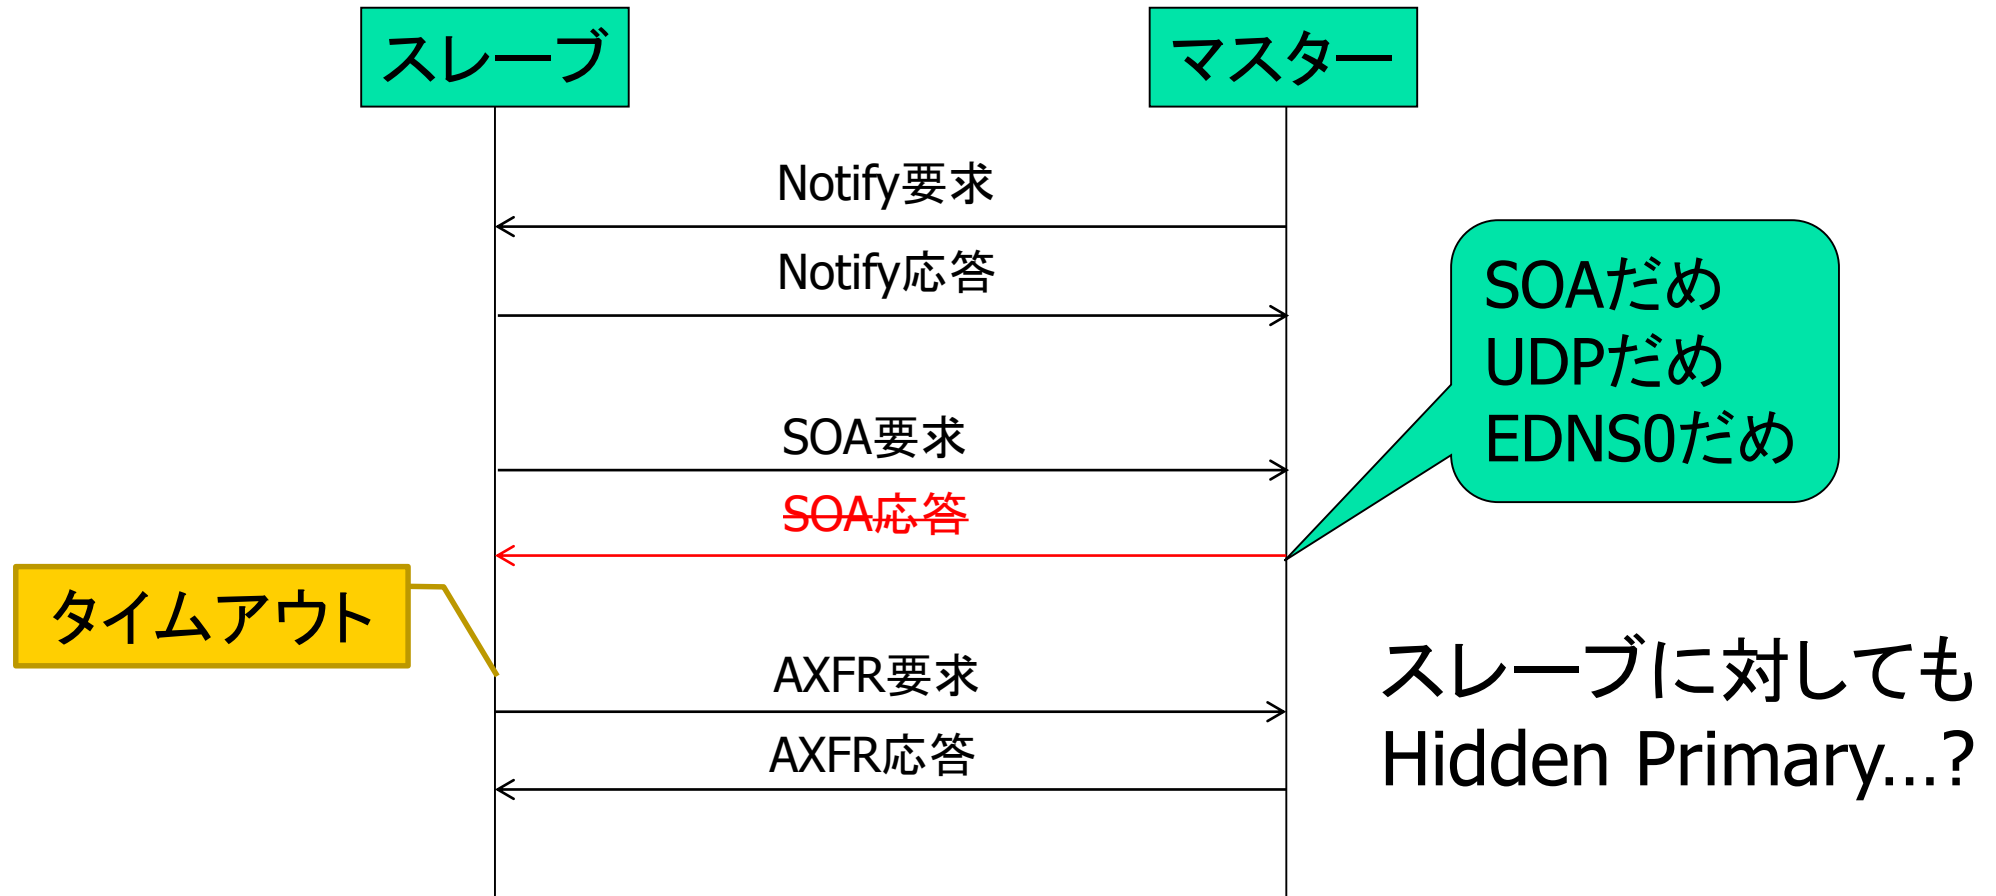 スレーブ
マスター
Notify要求
Notify応答
SOAだめ
UDPだめ
EDNS0だめ
SOA要求
SOA応答
タイムアウト
AXFR要求
AXFR応答
スレーブに対しても
Hidden Primary...?